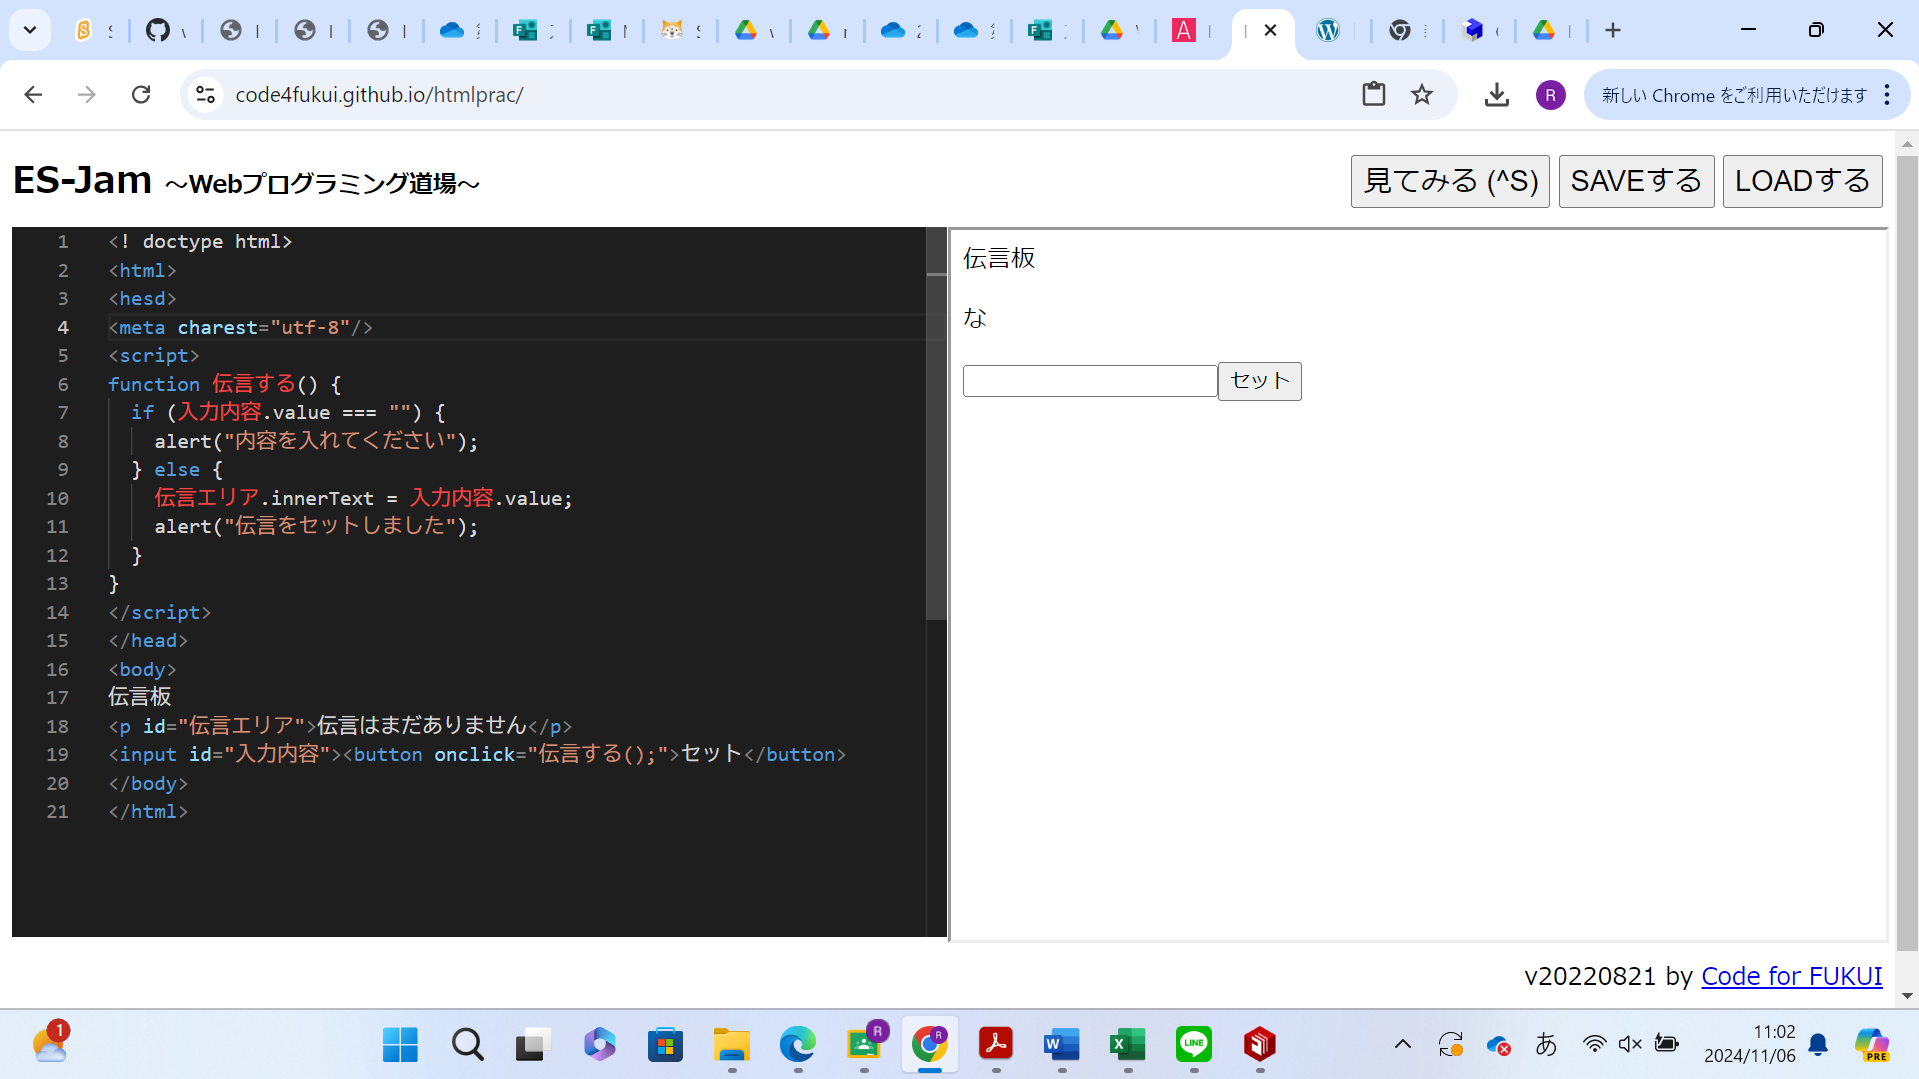 code4fukui.github.io/htmlprac/
R
新しい Chrome をご利用いただけます
ES-Jam ～Webプログラミング道場～
見てみる (^S)
SAVEする
LOADする
1 <! doctype html>
2 <html>
3 <hesd>
4 <meta charest="utf-8"/>
5 <script>
6 function 伝言する() {
7 if (入力内容.value === "") {
8 alert("内容を入れてください");
9 } else {
10 伝言エリア.innerText = 入力内容.value;
11 alert("伝言をセットしました");
12 }
13 }
14 </script>
15 </head>
16 <body>
17 伝言板
18 <p id="伝言エリア">伝言はまだありません</p>
19 <input id="入力内容"><button onclick="伝言する();">セット</button>
20 </body>
21 </html>
伝言板
な
セット
v20220821 by Code for FUKUI
1
R
R
W
X
LINE
あ
11:02
2024/11/06
PRE